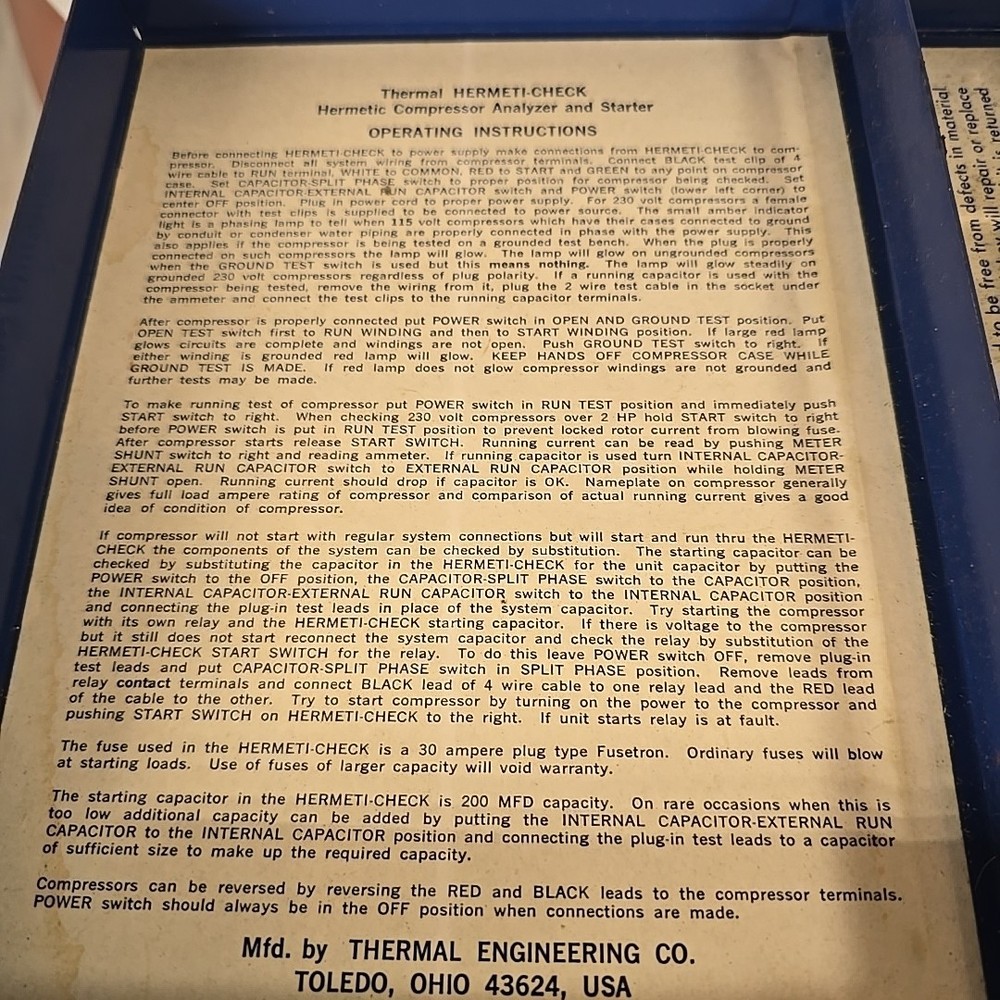 Thermal HERMETI-CHECK
Hermetic Compressor Analyzer and Starter
OPERATING INSTRUCTIONS
Before connecting HERMETI-CHECK to power supply make connections from HERMETI-CHECK to com-
pressor. Disconnect all system wiring from compressor terminals. Connect BLACK test clip of 4
wire cable to RUN terminal, WHITE to COMMON, RED to START and GREEN to any point on compressor
case. Set CAPACITOR-SPLIT PHASE switch to proper position for compressor being checked. Set
INTERNAL CAPACITOR-EXTERNAL RUN CAPACITOR switch and POWER switch (lower left corner) to
center OFF position. Plug in power cord to proper power supply. For 230 volt compressors a female
connector with test clips is supplied to be connected to power source. The small amber indicator
light is a phasing lamp to tell when 115 volt compressors which have their cases connected to ground
by conduit or condenser water piping are properly connected in phase with the power supply. This
also applies if the compressor is being tested on a grounded test bench. When the plug is properly
connected on such compressors the lamp will glow. The lamp will glow on ungrounded compressors
when the GROUND TEST switch is used but this means nothing. The lamp will glow steadily on
grounded 230 volt compressors regardless of plug polarity. If a running capacitor is used with the
compressor being tested, remove the wiring from it, plug the 2 wire test cable in the socket under
the ammeter and connect the test clips to the running capacitor terminals.
After compressor is properly connected put POWER switch in OPEN AND GROUND TEST position. Put
OPEN TEST switch first to RUN WINDING and then to START WINDING position. If large red lamp
glows circuits are complete and windings are not open. Push GROUND TEST switch to right. If
either winding is grounded red lamp will glow. KEEP HANDS OFF COMPRESSOR CASE WHILE
GROUND TEST IS MADE. If red lamp does not glow compressor windings are not grounded and
further tests may be made.
To make running test of compressor put POWER switch in RUN TEST position and immediately push
START switch to right. When checking 230 volt compressors over 2 HP hold START switch to right
before POWER switch is put in RUN TEST position to prevent locked rotor current from blowing fuse.
After compressor starts release START SWITCH. Running current can be read by pushing METER
SHUNT switch to right and reading ammeter. If running capacitor is used turn INTERNAL CAPACITOR-
EXTERNAL RUN CAPACITOR switch to EXTERNAL RUN CAPACITOR position while holding METER
SHUNT open. Running current should drop if capacitor is OK. Nameplate on compressor generally
gives full load ampere rating of compressor and comparison of actual running current gives a good
idea of condition of compressor.
If compressor will not start with regular system connections but will start and run thru the HERMETI-
CHECK the components of the system can be checked by substitution. The starting capacitor can be
checked by substituting the capacitor in the HERMETI-CHECK for the unit capacitor by putting the
POWER switch to the OFF position, the CAPACITOR-SPLIT PHASE switch to the CAPACITOR position,
the INTERNAL CAPACITOR-EXTERNAL RUN CAPACITOR switch to the INTERNAL CAPACITOR position
and connecting the plug-in test leads in place of the system capacitor. Try starting the compressor
with its own relay and the HERMETI-CHECK starting capacitor. If there is voltage to the compressor
but it still does not start reconnect the system capacitor and check the relay by substitution of the
HERMETI-CHECK START SWITCH for the relay. To do this leave POWER switch OFF, remove plug-in
test leads and put CAPACITOR-SPLIT PHASE switch in SPLIT PHASE position. Remove leads from
relay contact terminals and connect BLACK lead of 4 wire cable to one relay lead and the RED lead
of the cable to the other. Try to start compressor by turning on the power to the compressor and
pushing START SWITCH on HERMETI-CHECK to the right. If unit starts relay is at fault.
The fuse used in the HERMETI-CHECK is a 30 ampere plug type Fusetron. Ordinary fuses will blow
at starting loads. Use of fuses of larger capacity will void warranty.
The starting capacitor in the HERMETI-CHECK is 200 MFD capacity. On rare occasions when this is
too low additional capacity can be added by putting the INTERNAL CAPACITOR-EXTERNAL RUN
CAPACITOR to the INTERNAL CAPACITOR position and connecting the plug-in test leads to a capacitor
of sufficient size to make up the required capacity.
Compressors can be reversed by reversing the RED and BLACK leads to the compressor terminals.
POWER switch should always be in the OFF position when connections are made.
Mfd. by THERMAL ENGINEERING CO.
TOLEDO, OHIO 43624, USA
to be free from defects in material
will repair or replace
is returned